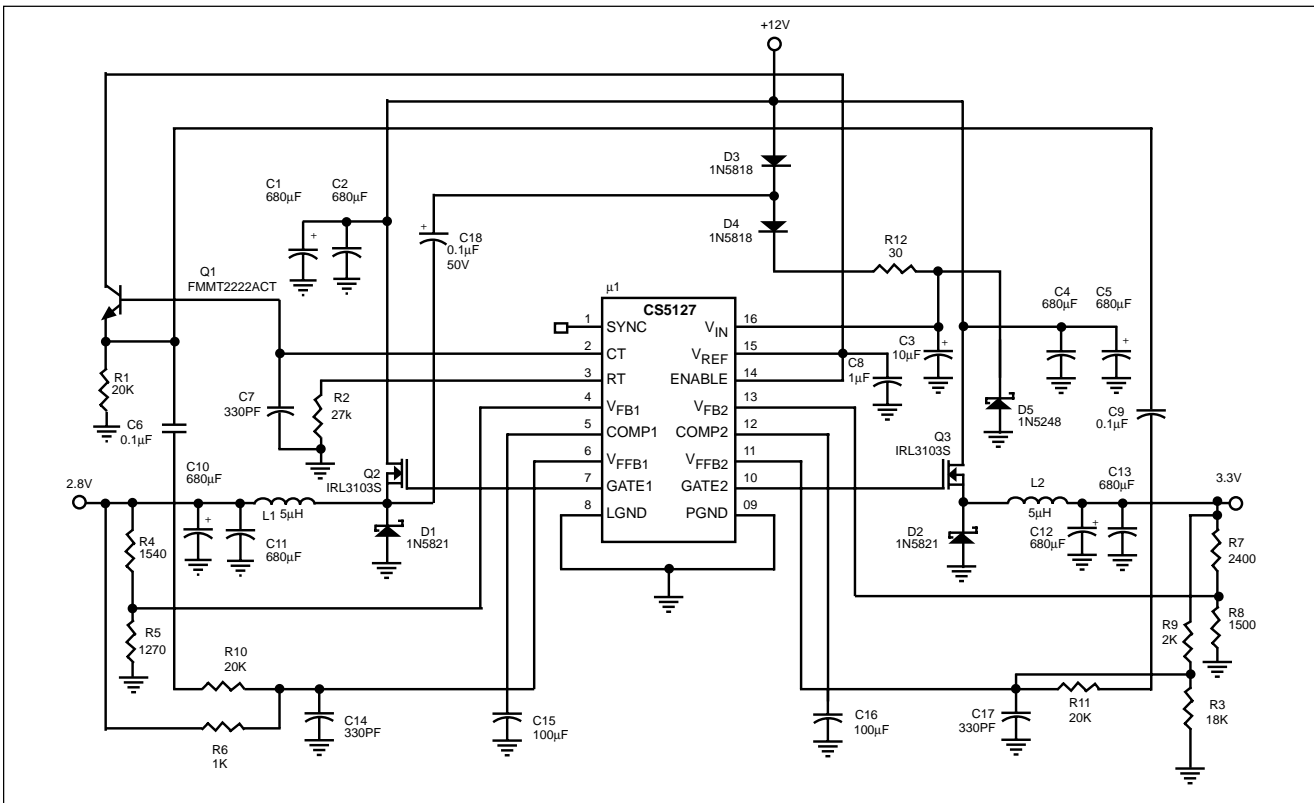 +12V
D3
1N5818
C1
680µF
C2
680µF
D4
1N5818
+
C18
0.1µF
50V
R12
30
Q1
FMMT2222ACT
+
µ1
CS5127
C4
680µF
C5
680µF
+
1 SYNC
2 CT
3 RT
4 VFB1
5 COMP1
6 VFFB1
7 GATE1
8 LGND
VIN 16
VREF 15
ENABLE 14
VFB2 13
COMP2 12
VFFB2 11
GATE2 10
PGND 09
C3
10µF
+
C8
1µF
R1
20K
C7
330PF
R2
27k
C6
0.1µF
D5
1N5248
C9
0.1µF
Q3
IRL3103S
Q2
IRL3103S
2.8V
C10
680µF
+
L1 5µH
C11
680µF
D1
1N5821
D2
1N5821
L2
5µH
C13
680µF
C12
680µF
+
3.3V
R4
1540
R5
1270
R7
2400
R8
1500
R9
2K
R10
20K
R6
1K
C14
330PF
C15
100µF
C16
100µF
C17
330PF
R11
20K
R3
18K